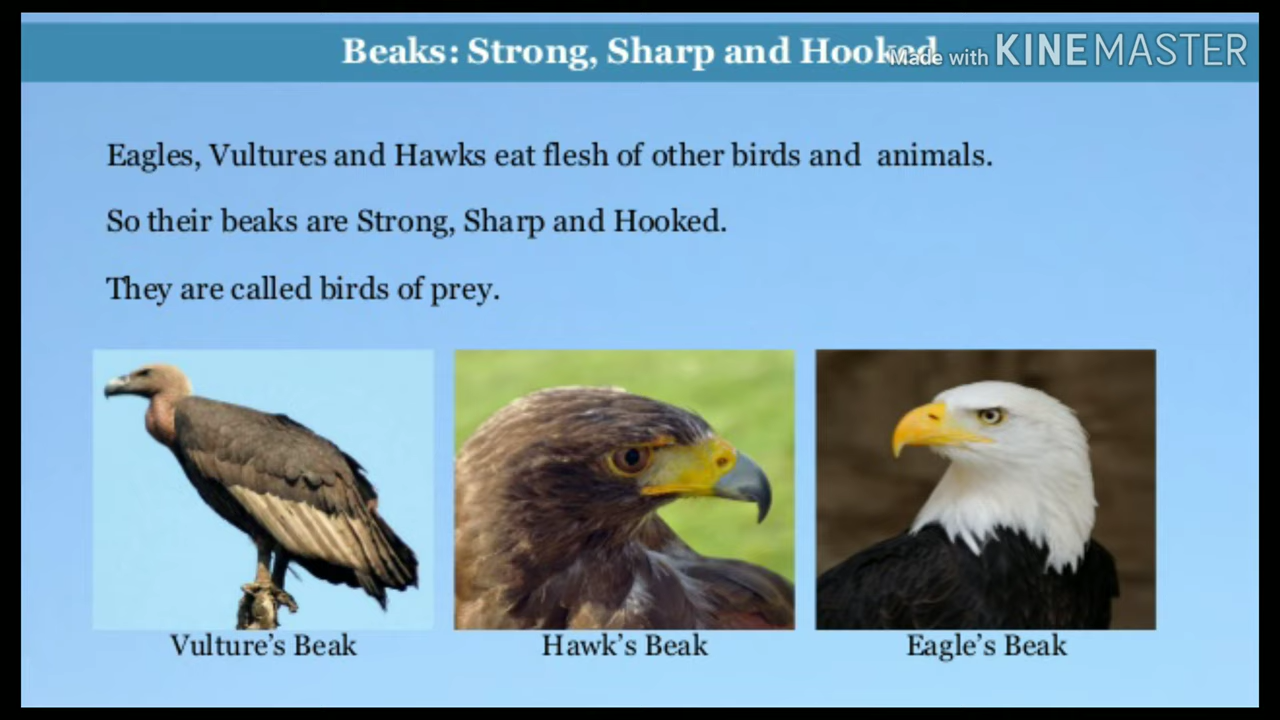 Beaks: Strong, Sharp and Hooked
Made with KINEMASTER
Eagles, Vultures and Hawks eat flesh of other birds and animals.
So their beaks are Strong, Sharp and Hooked.
They are called birds of prey.
Vulture’s Beak
Hawk’s Beak
Eagle’s Beak